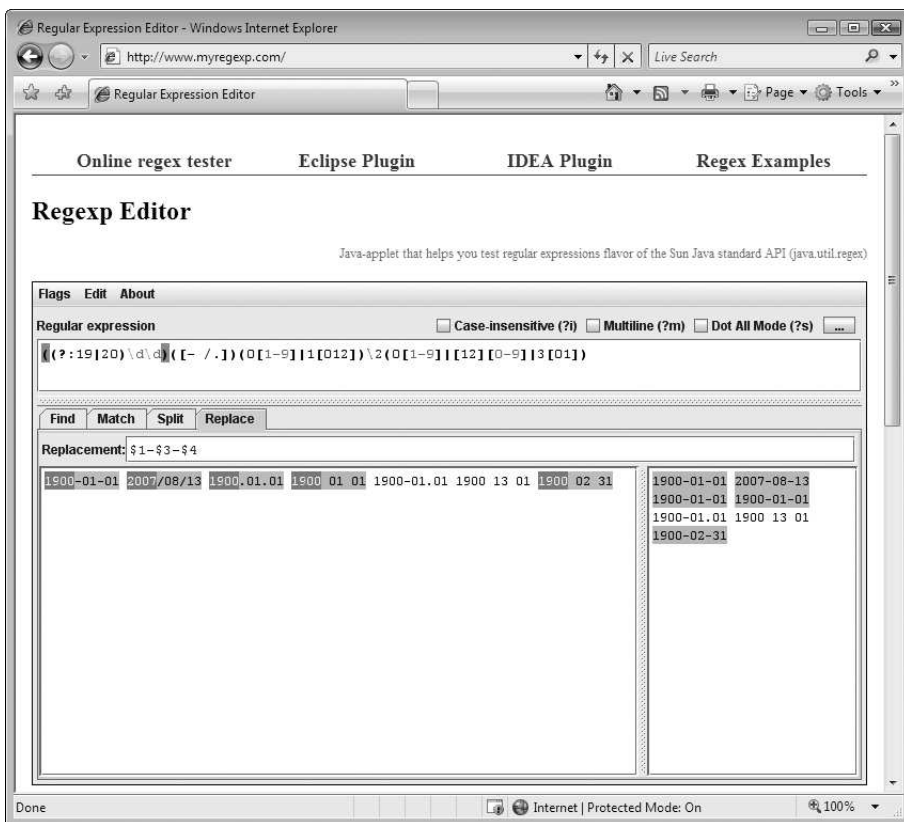 Regular Expression Editor - Windows Internet Explorer
http://www.myregexp.com/
Live Search
Regular Expression Editor
Page
Tools
Online regex tester Eclipse Plugin IDEA Plugin Regex Examples
Regexp Editor
Java-applet that helps you test regular expressions flavor of the Sun Java standard API (java.util.regex)
Flags Edit About
Regular expression
Case-insensitive (?i) Multiline (?m) Dot All Mode (?s) ...
((?:19|20)\d\d)([- /.])(0[1-9]|1[012])\2(0[1-9]|[12][0-9]|3[01])
Find Match Split Replace
Replacement: $1-$3-$4
1900-01-01 2007/08/13 1900.01.01 1900 01 01 1900-01.01 1900 13 01 1900 02 31
1900-01-01 2007-08-13
1900-01-01 1900-01-01
1900-01.01 1900 13 01
1900-02-31
Done
Internet | Protected Mode: On
100%